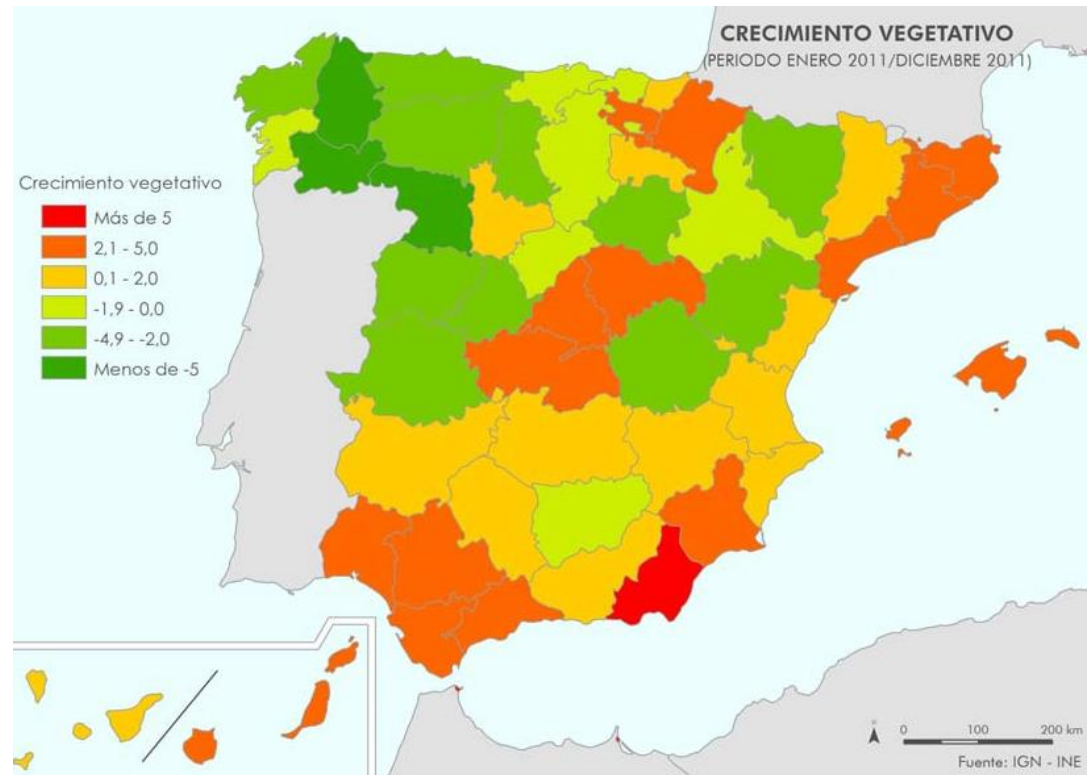 CRECIMIENTO VEGETATIVO
(PERIODO ENERO 2011/DICIEMBRE 2011)
Crecimiento vegetativo
Más de 5
2,1 - 5,0
0,1 - 2,0
-1,9 - 0,0
-4,9 - -2,0
Menos de -5
0 100 200 km
Fuente: IGN - INE